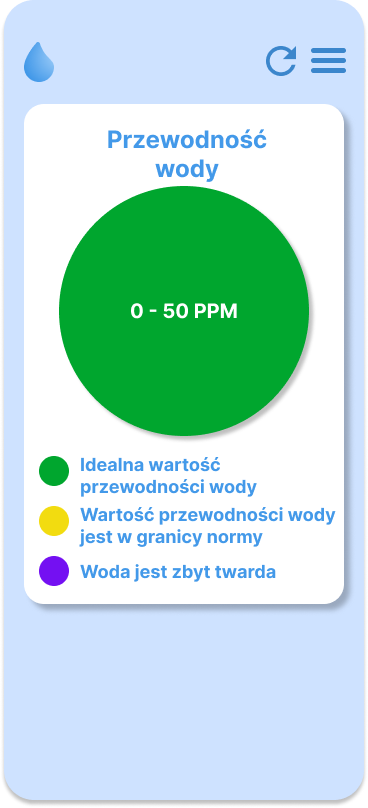 Przewodność
wody
0 - 50 PPM
Idealna wartość
przewodności wody
Wartość przewodności wody
jest w granicy normy
Woda jest zbyt twarda